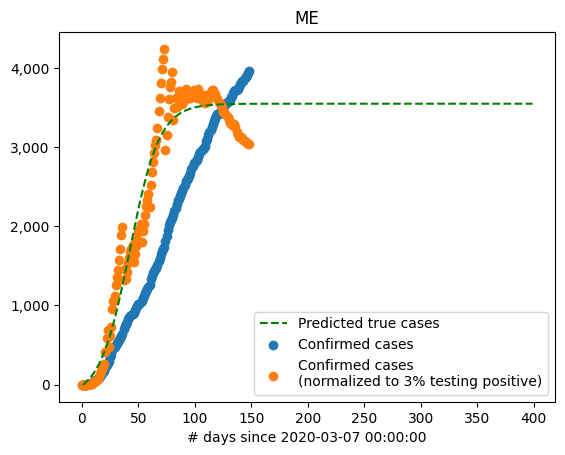 ME
4,000
3,000
2,000
1,000
0
Predicted true cases
Confirmed cases
Confirmed cases
(normalized to 3% testing positive)
0 50 100 150 200 250 300 350 400
# days since 2020-03-07 00:00:00